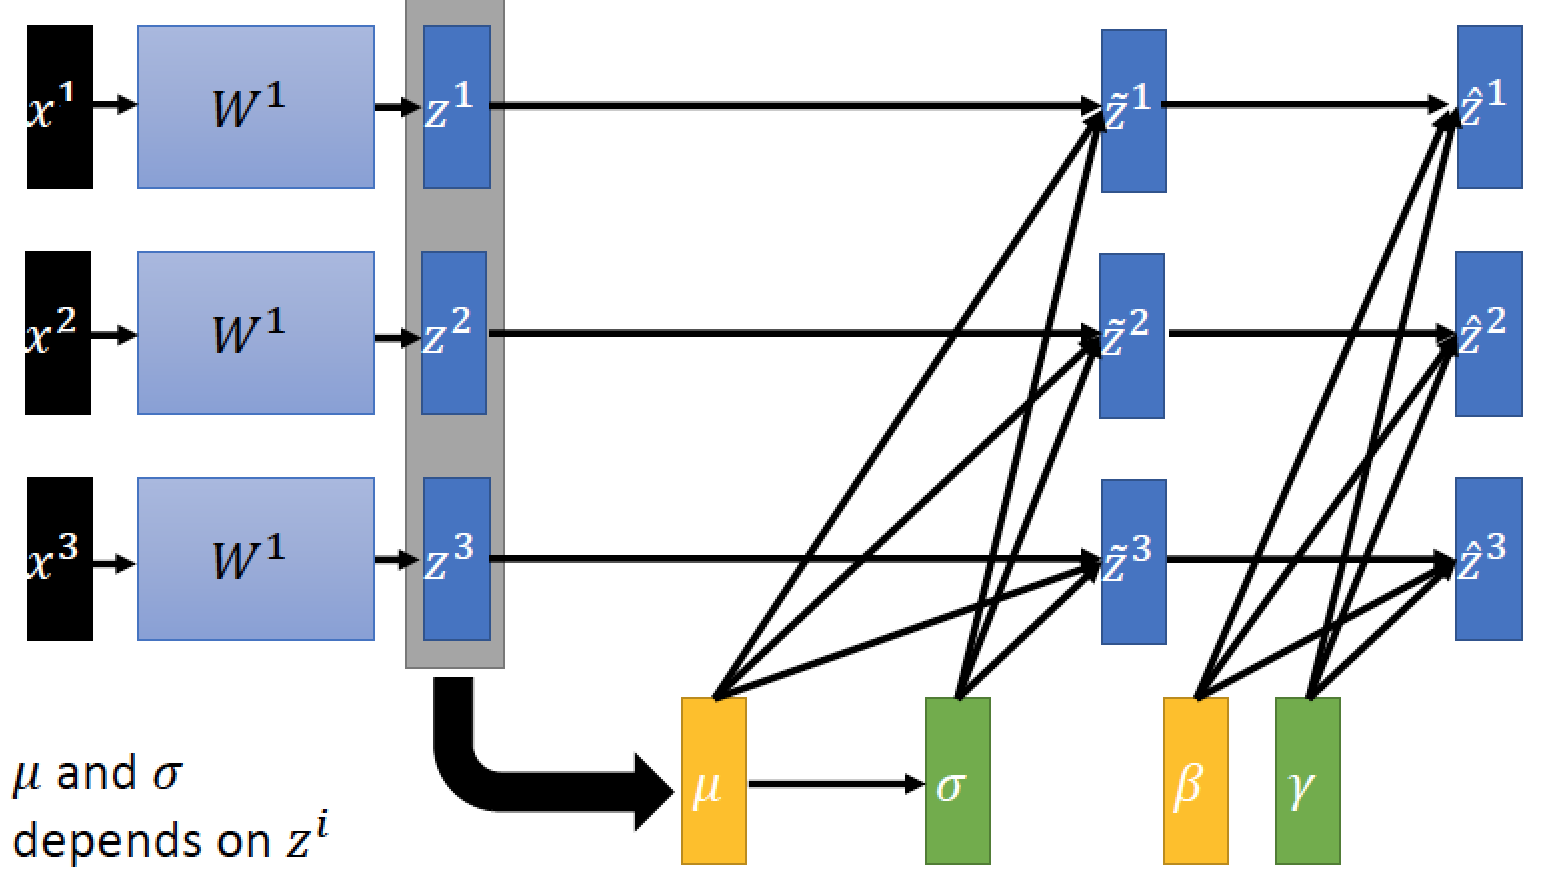 x¹ W¹ z¹ z̃¹ ẑ¹
x² W¹ z² z̃² ẑ²
x³ W¹ z³ z̃³ ẑ³
μ σ β γ
μ and σ
depends on zⁱ